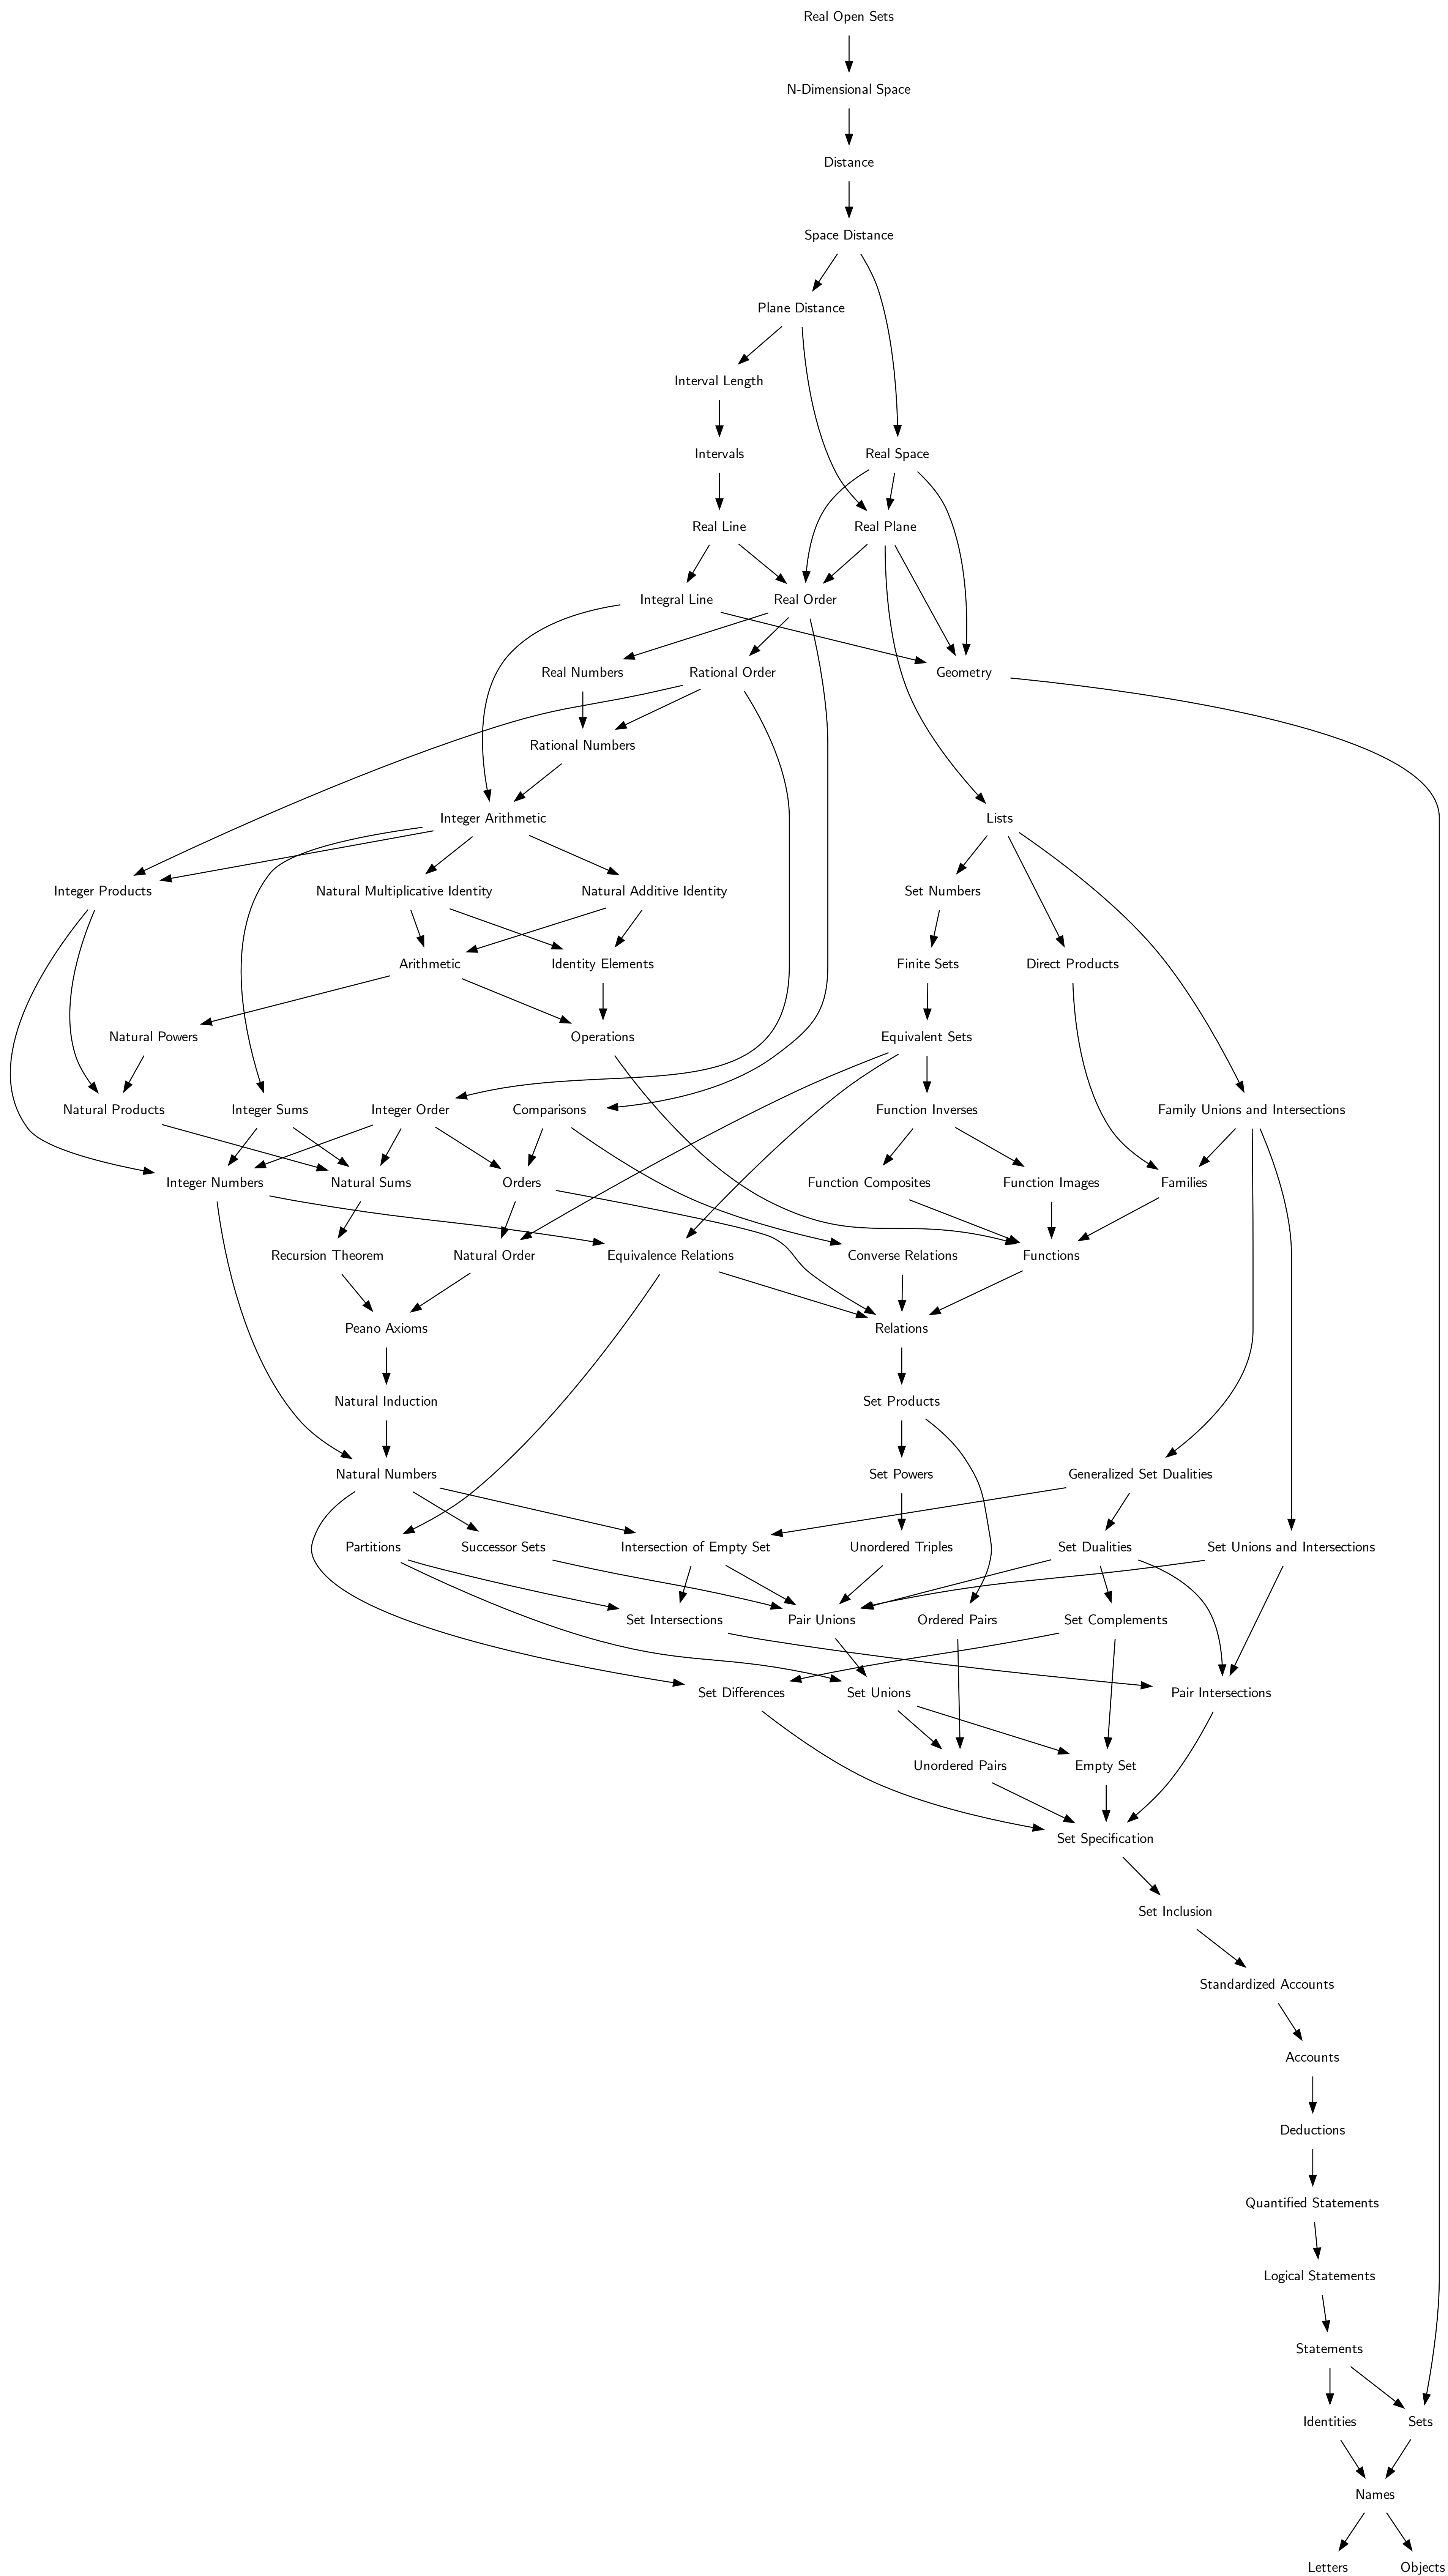 Real Open Sets
N-Dimensional Space
Distance
Space Distance
Plane Distance
Interval Length
Intervals
Real Space
Real Line
Real Plane
Integral Line
Real Order
Real Numbers
Rational Order
Geometry
Rational Numbers
Integer Arithmetic
Lists
Integer Products
Natural Multiplicative Identity
Natural Additive Identity
Set Numbers
Arithmetic
Identity Elements
Finite Sets
Direct Products
Natural Powers
Operations
Equivalent Sets
Natural Products
Integer Sums
Integer Order
Comparisons
Function Inverses
Family Unions and Intersections
Integer Numbers
Natural Sums
Orders
Function Composites
Function Images
Families
Recursion Theorem
Natural Order
Equivalence Relations
Converse Relations
Functions
Peano Axioms
Relations
Natural Induction
Set Products
Natural Numbers
Set Powers
Generalized Set Dualities
Partitions
Successor Sets
Intersection of Empty Set
Unordered Triples
Set Dualities
Set Unions and Intersections
Set Intersections
Pair Unions
Ordered Pairs
Set Complements
Set Differences
Set Unions
Pair Intersections
Unordered Pairs
Empty Set
Set Specification
Set Inclusion
Standardized Accounts
Accounts
Deductions
Quantified Statements
Logical Statements
Statements
Identities
Sets
Names
Letters
Objects